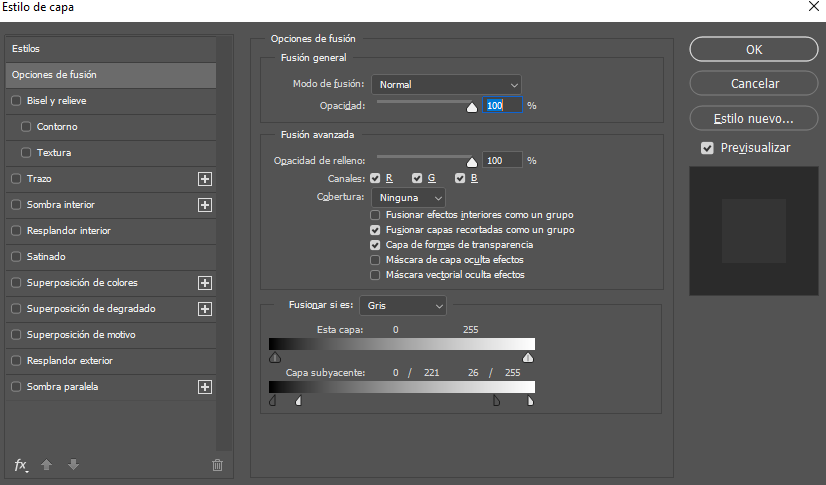 Estilo de capa
Estilos
Opciones de fusión
Bisel y relieve
Contorno
Textura
Trazo
Sombra interior
Resplandor interior
Satinado
Superposición de colores
Superposición de degradado
Superposición de motivo
Resplandor exterior
Sombra paralela
fx
Opciones de fusión
Fusión general
Modo de fusión: Normal
Opacidad: 100 %
Fusión avanzada
Opacidad de relleno: 100 %
Canales: R G B
Cobertura: Ninguna
Fusionar efectos interiores como un grupo
Fusionar capas recortadas como un grupo
Capa de formas de transparencia
Máscara de capa oculta efectos
Máscara vectorial oculta efectos
Fusionar si es: Gris
Esta capa: 0 255
Capa subyacente: 0 / 221 26 / 255
OK
Cancelar
Estilo nuevo...
Previsualizar